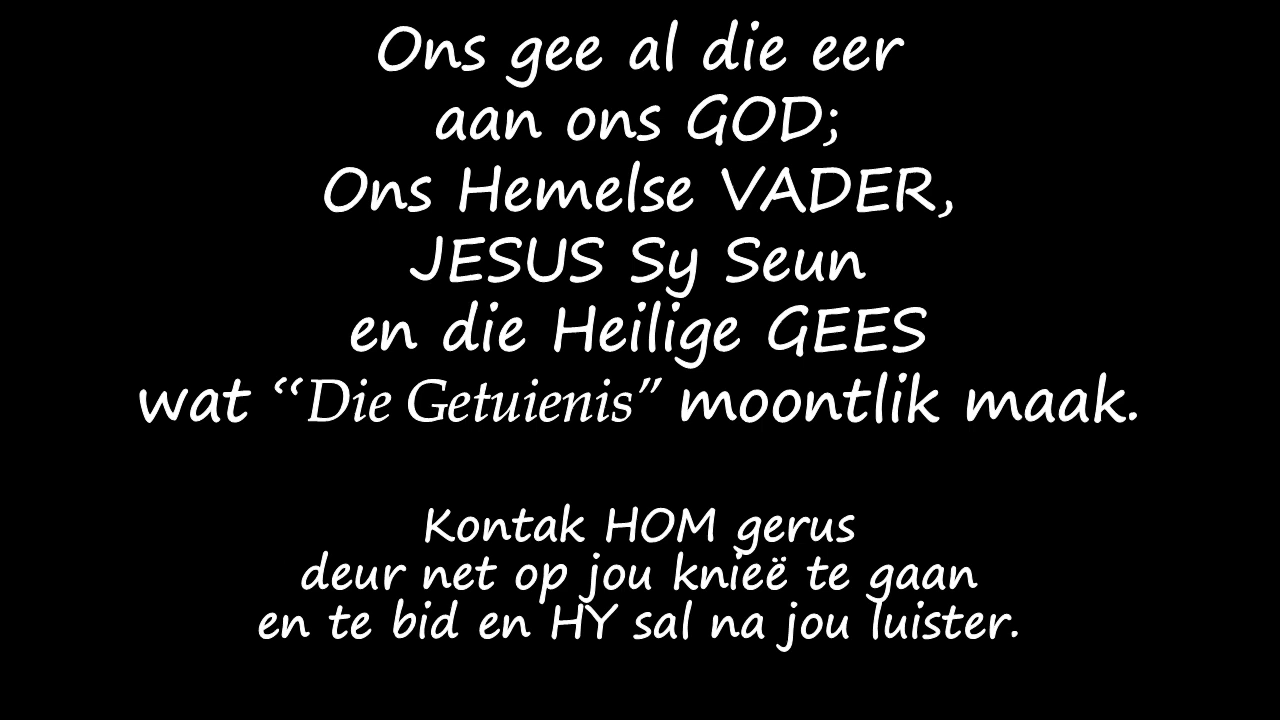 Ons gee al die eer
aan ons GOD;
Ons Hemelse VADER,
JESUS Sy Seun
en die Heilige GEES
wat “Die Getuienis” moontlik maak.
Kontak HOM gerus
deur net op jou knieë te gaan
en te bid en HY sal na jou luister.